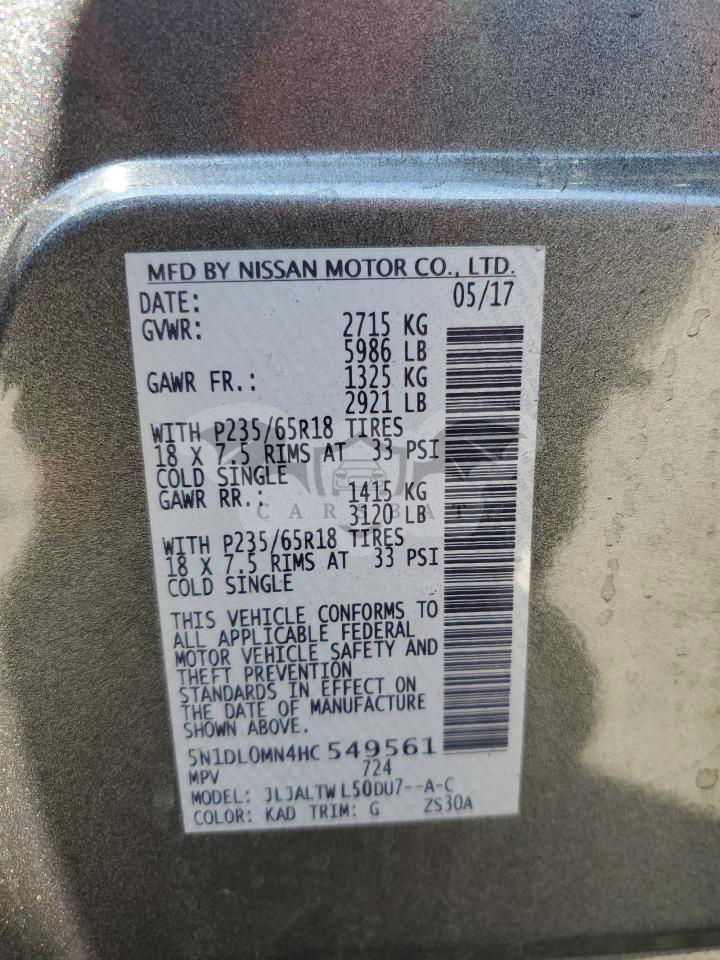 MFD BY NISSAN MOTOR CO., LTD.
DATE: 05/17
GVWR: 2715 KG
5986 LB
GAWR FR.: 1325 KG
2921 LB
WITH P235/65R18 TIRES
18 X 7.5 RIMS AT 33 PSI
COLD SINGLE
GAWR RR.: 1415 KG
3120 LB
WITH P235/65R18 TIRES
18 X 7.5 RIMS AT 33 PSI
COLD SINGLE
THIS VEHICLE CONFORMS TO
ALL APPLICABLE FEDERAL
MOTOR VEHICLE SAFETY AND
THEFT PREVENTION
STANDARDS IN EFFECT ON
THE DATE OF MANUFACTURE
SHOWN ABOVE.
5N1DL0MN4HC 549561
MPV 724
MODEL: JLJALTW L50DU7--A-C
COLOR: KAD TRIM: G ZS30A